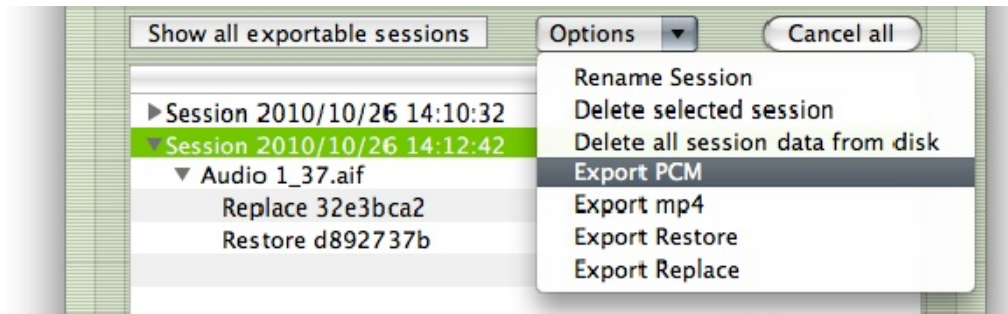 Show all exportable sessions
Options
Cancel all
Rename Session
Session 2010/10/26 14:10:32
Delete selected session
Session 2010/10/26 14:12:42
Delete all session data from disk
Audio 1_37.aif
Export PCM
Replace 32e3bca2
Export mp4
Restore d892737b
Export Restore
Export Replace